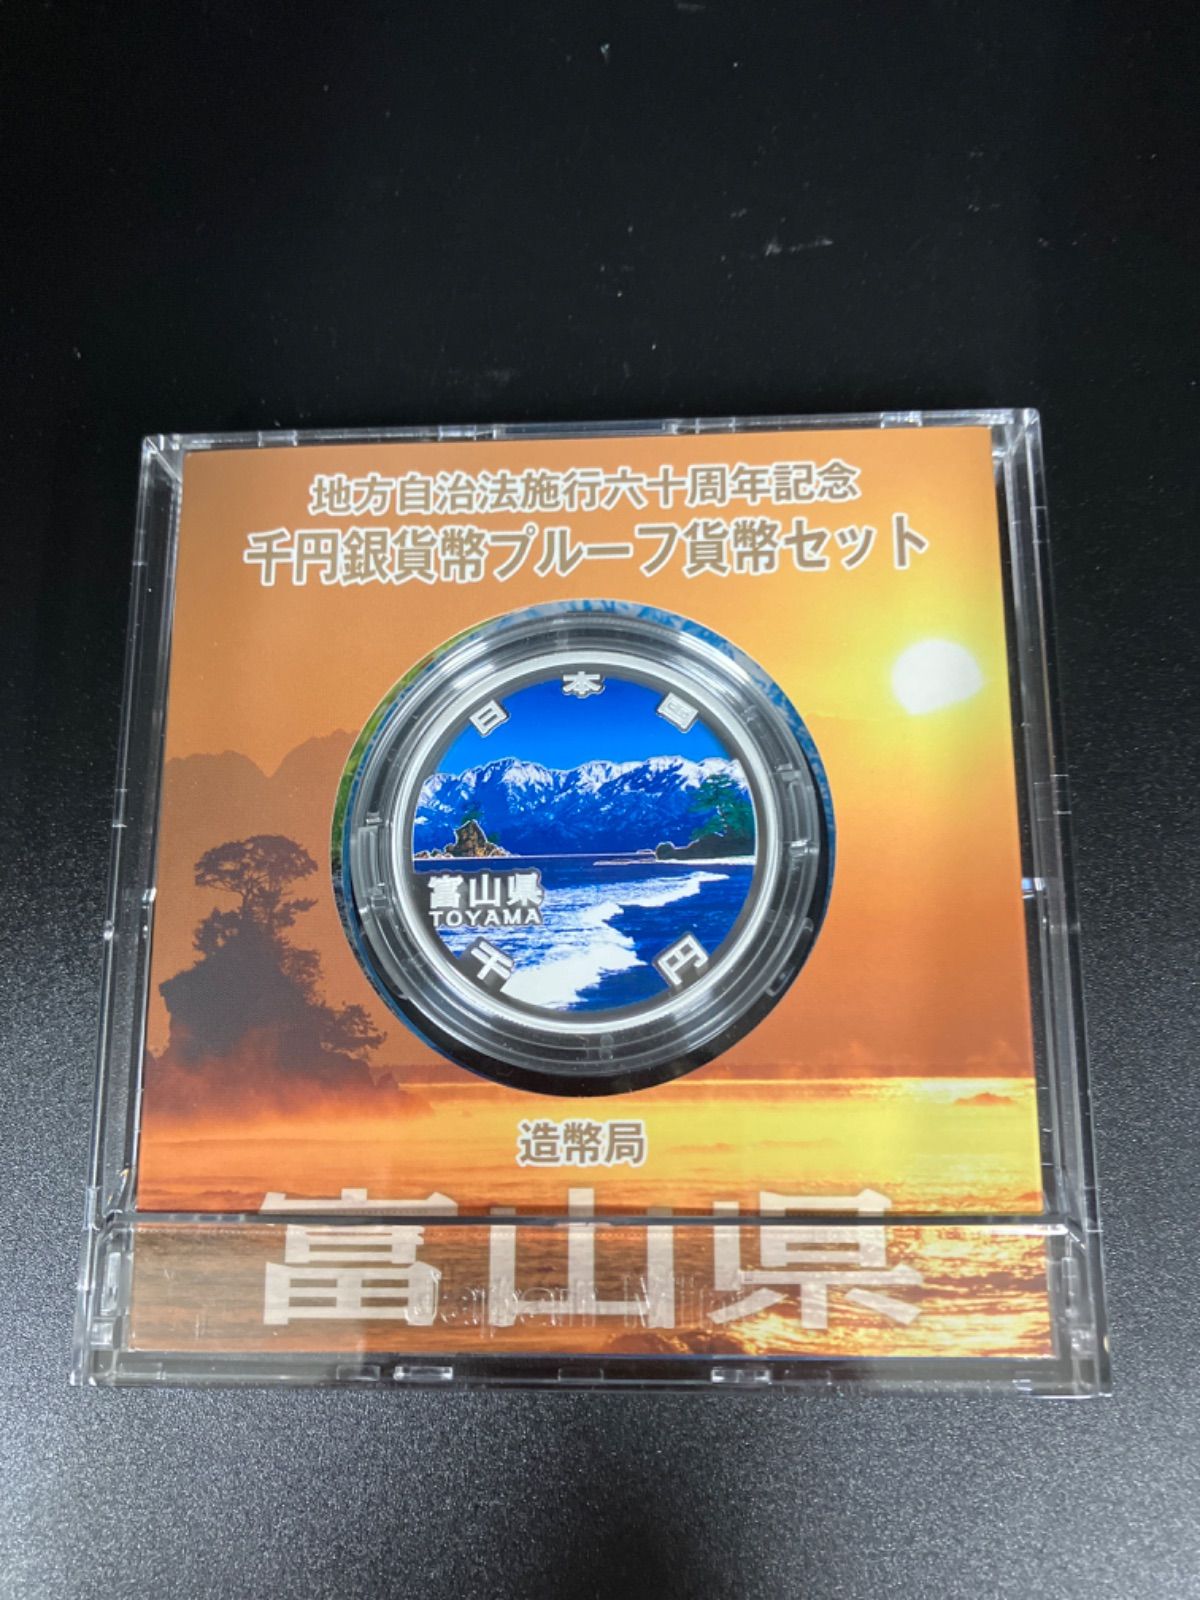 地方自治法施行六十周年記念
千円銀貨幣プルーフ貨幣セット
日本国
富山県
TOYAMA
千円
造幣局
富山県
Japan Mint